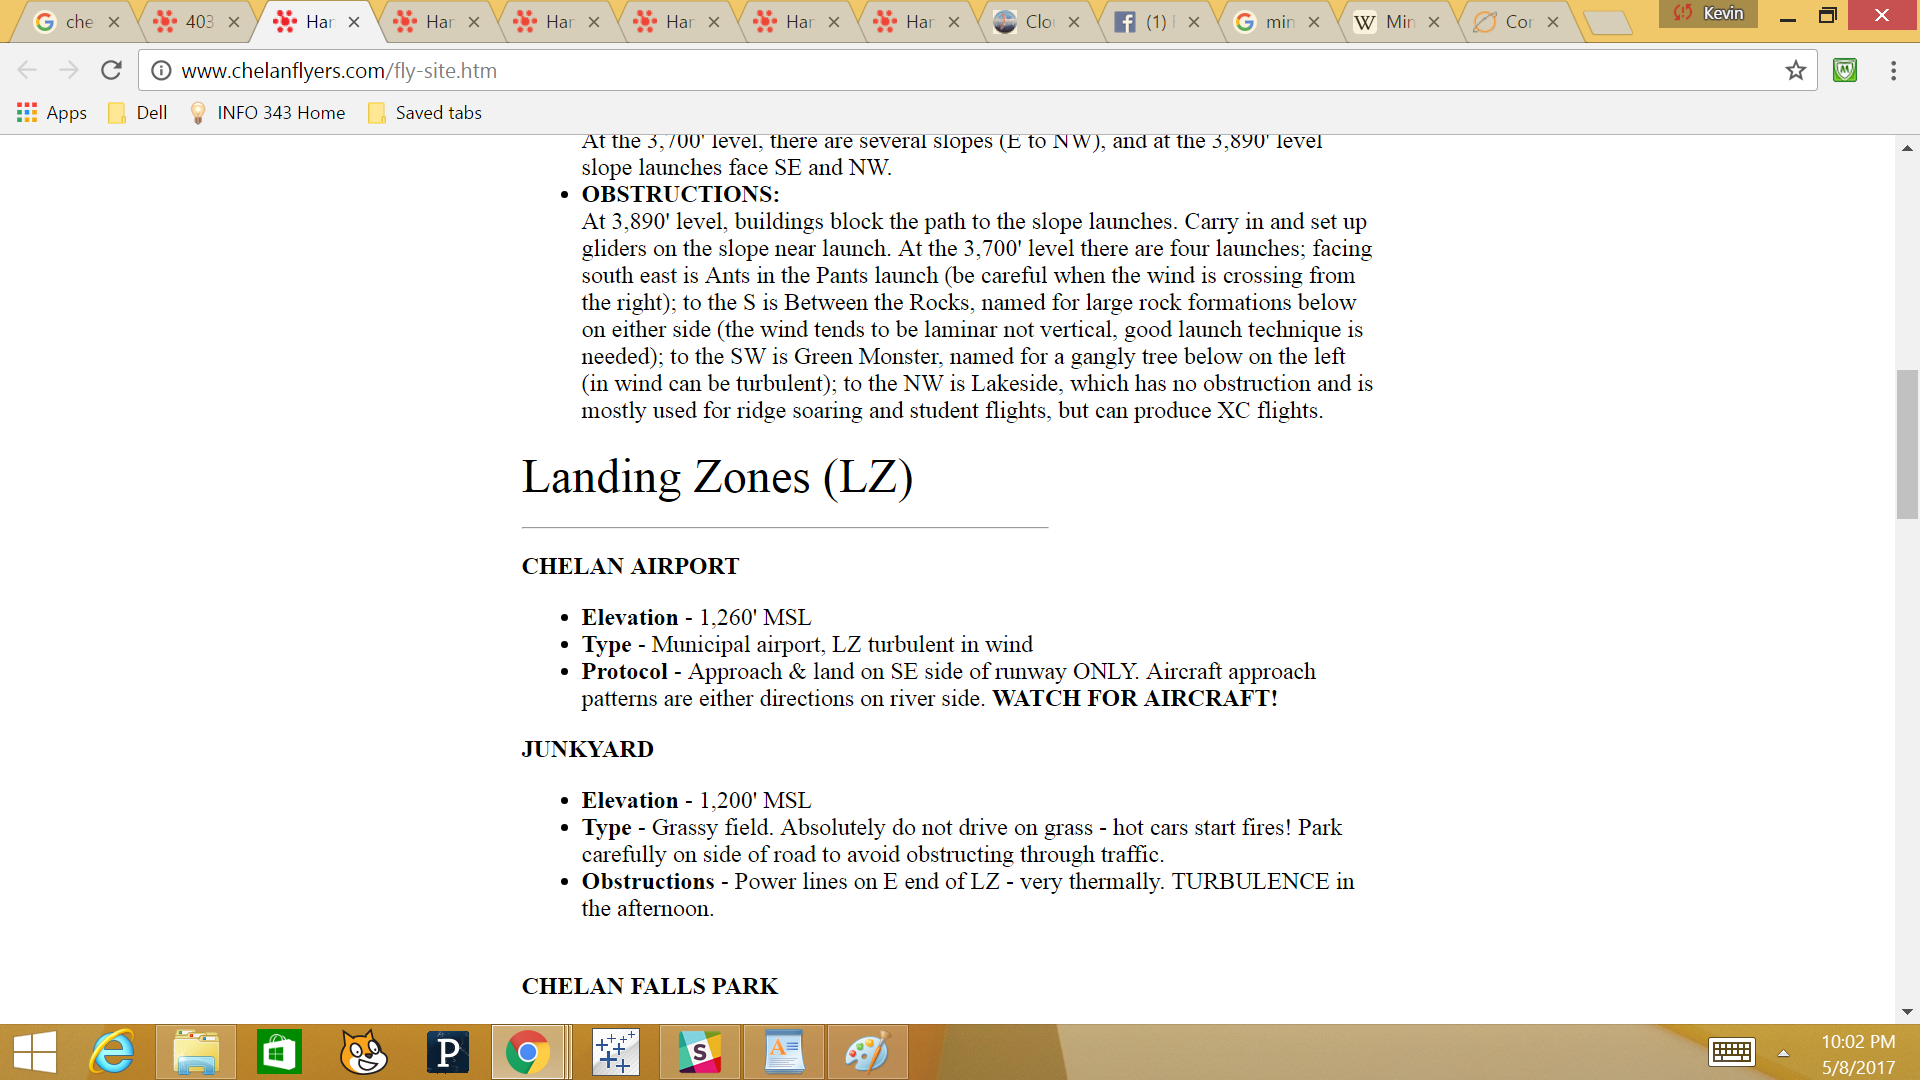 che
403
Har
Har
Har
Har
Har
Har
Clou
(1)
min
Min
Cor
Kevin
www.chelanflyers.com/fly-site.htm
Apps
Dell
INFO 343 Home
Saved tabs
At the 3,700' level, there are several slopes (E to NW), and at the 3,890' level
slope launches face SE and NW.
• OBSTRUCTIONS:
At 3,890' level, buildings block the path to the slope launches. Carry in and set up
gliders on the slope near launch. At the 3,700' level there are four launches; facing
south east is Ants in the Pants launch (be careful when the wind is crossing from
the right); to the S is Between the Rocks, named for large rock formations below
on either side (the wind tends to be laminar not vertical, good launch technique is
needed); to the SW is Green Monster, named for a gangly tree below on the left
(in wind can be turbulent); to the NW is Lakeside, which has no obstruction and is
mostly used for ridge soaring and student flights, but can produce XC flights.
Landing Zones (LZ)
CHELAN AIRPORT
• Elevation - 1,260' MSL
• Type - Municipal airport, LZ turbulent in wind
• Protocol - Approach & land on SE side of runway ONLY. Aircraft approach
patterns are either directions on river side. WATCH FOR AIRCRAFT!
JUNKYARD
• Elevation - 1,200' MSL
• Type - Grassy field. Absolutely do not drive on grass - hot cars start fires! Park
carefully on side of road to avoid obstructing through traffic.
• Obstructions - Power lines on E end of LZ - very thermally. TURBULENCE in
the afternoon.
CHELAN FALLS PARK
10:02 PM
5/8/2017